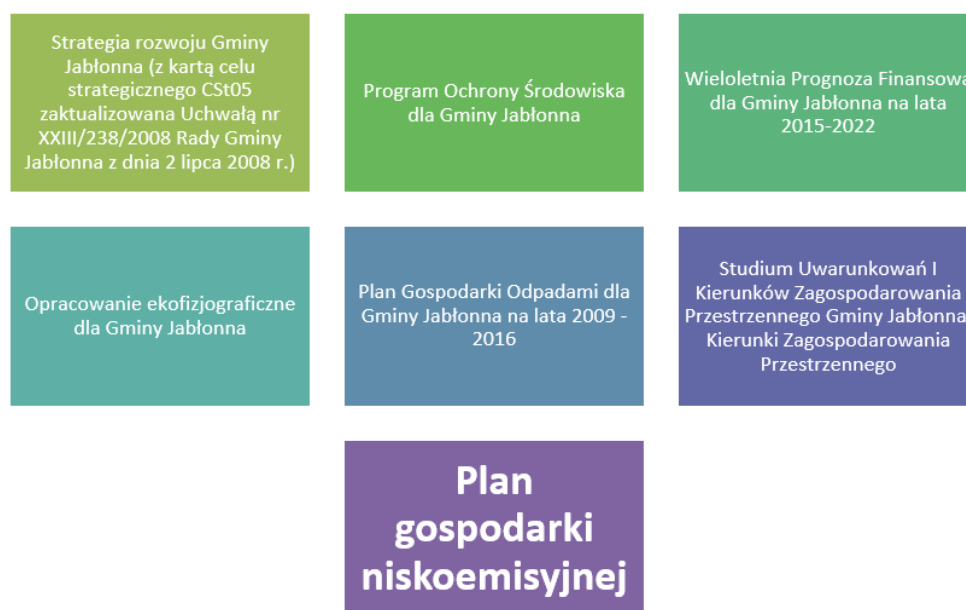 Strategia rozwoju Gminy
Jabłonna (z kartą celu
strategicznego CSt05
zaktualizowana Uchwałą nr
XXIII/238/2008 Rady Gminy
Jabłonna z dnia 2 lipca 2008 r.)
Program Ochrony Środowiska
dla Gminy Jabłonna
Wieloletnia Prognoza Finansowa
dla Gminy Jabłonna na lata
2015-2022
Opracowanie ekofizjograficzne
dla Gminy Jabłonna
Plan Gospodarki Odpadami dla
Gminy Jabłonna na lata 2009 -
2016
Studium Uwarunkowań I
Kierunków Zagospodarowania
Przestrzennego Gminy Jabłonna
Kierunki Zagospodarowania
Przestrzennego
Plan
gospodarki
niskoemisyjnej